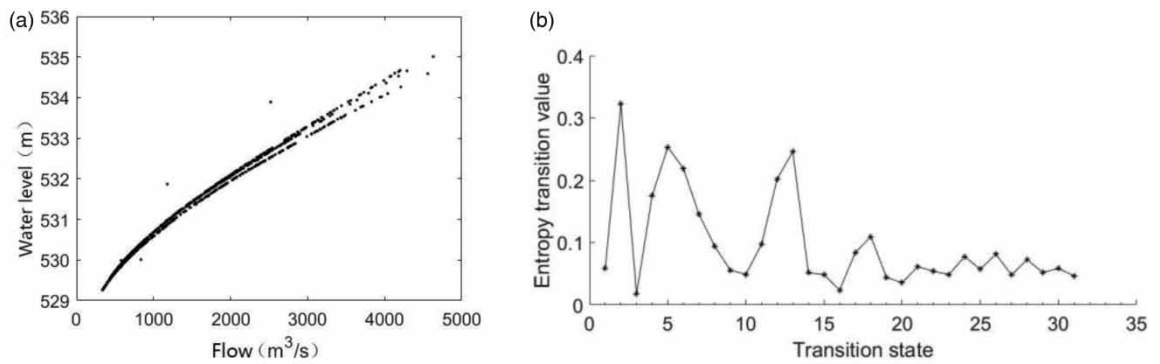 (a)
536
535
534
533
532
531
530
529
Water level（m）
0 1000 2000 3000 4000 5000
Flow（m³/s）
(b)
0.4
0.3
0.2
0.1
0
Entropy transition value
0 5 10 15 20 25 30 35
Transition state